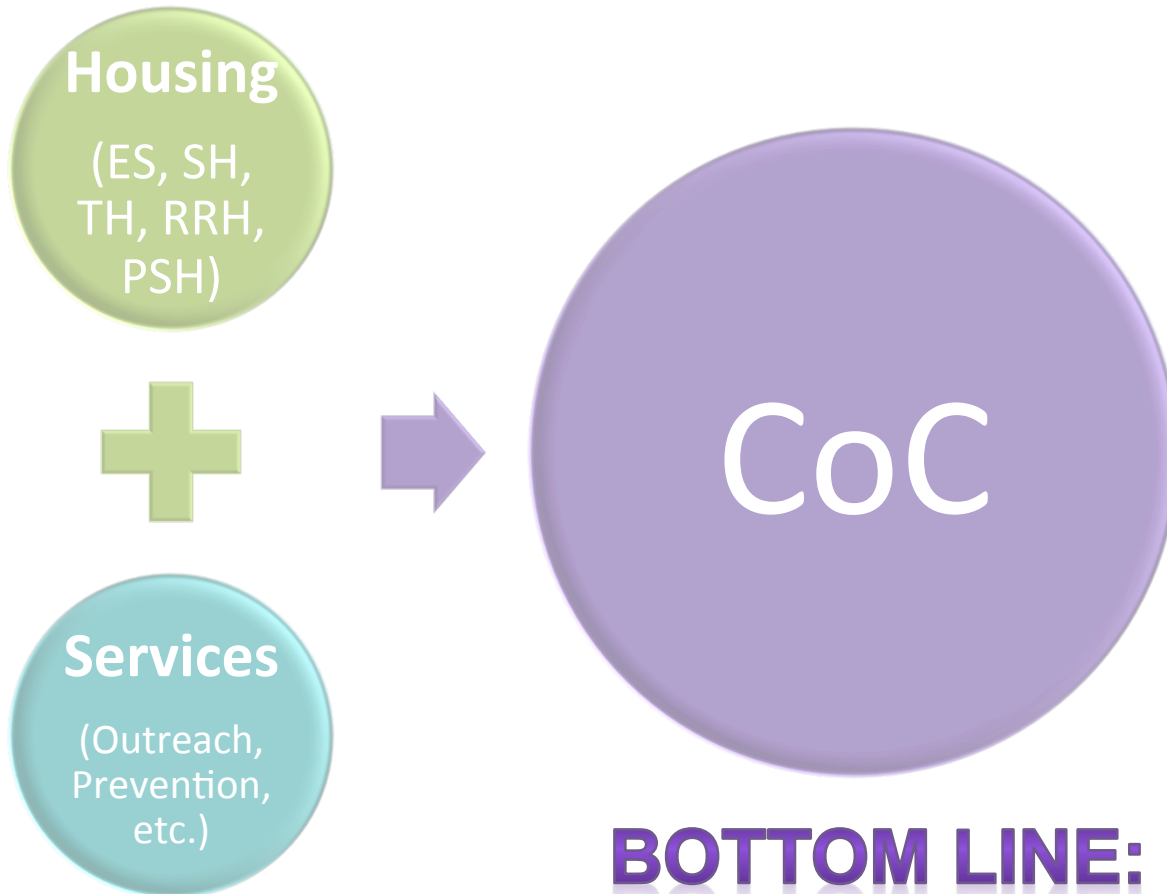 Housing
(ES, SH,
TH, RRH,
PSH)
Services
(Outreach,
Prevention,
etc.)
CoC
BOTTOM LINE: